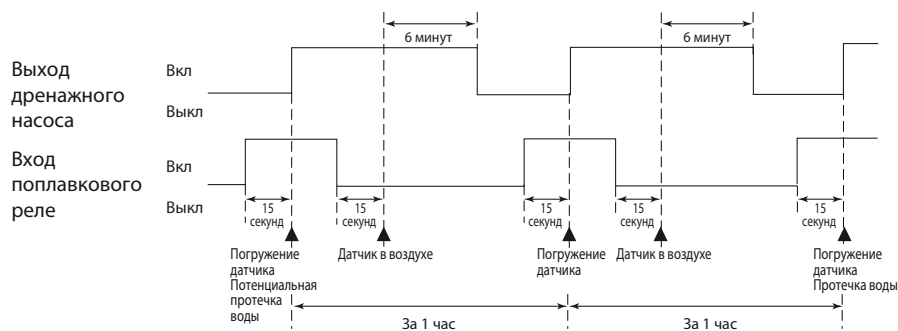 6 минут
6 минут
Выход
дренажного
насоса
Вкл
Выкл
Вход
поплавкового
реле
Вкл
Выкл
15
секунд
15
секунд
15
секунд
15
секунд
15
секунд
Погружение
датчика
Потенциальная
протечка
воды
Датчик в воздухе
Погружение
датчика
Датчик в воздухе
Погружение
датчика
Протечка воды
За 1 час
За 1 час